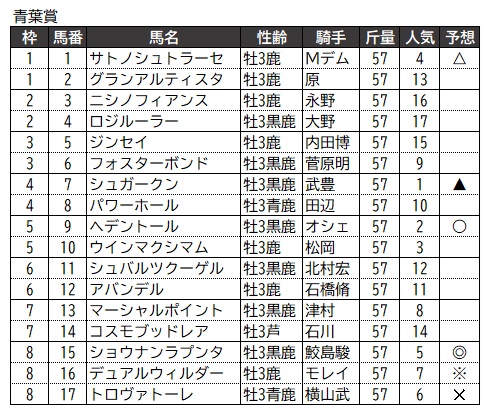 青葉賞
枠 馬番 馬名 性齢 騎手 斤量 人気 予想
1 1 サトノシュトラーセ 牡3鹿 Mデム 57 4 △
1 2 グランアルティスタ 牡3鹿 原 57 13
2 3 ニシノフィアンス 牡3鹿 永野 57 16
2 4 ロジルーラー 牡3黒鹿 大野 57 17
3 5 ジンセイ 牡3鹿 内田博 57 15
3 6 フォスターボンド 牡3黒鹿 菅原明 57 9
4 7 シュガークン 牡3黒鹿 武豊 57 1 ▲
4 8 パワーホール 牡3青鹿 田辺 57 10
5 9 ヘデントール 牡3黒鹿 オシェ 57 2 ○
5 10 ウインマクシマム 牡3鹿 松岡 57 3
6 11 シュバルツクーゲル 牡3黒鹿 北村宏 57 12
6 12 アバンデル 牡3鹿 石橋脩 57 11
7 13 マーシャルポイント 牡3黒鹿 津村 57 8
7 14 コスモブッドレア 牡3芦 石川 57 14
8 15 ショウナンラプンタ 牡3黒鹿 鮫島駿 57 5 ◎
8 16 デュアルウィルダー 牡3鹿 モレイ 57 7 ※
8 17 トロヴァトーレ 牡3青鹿 横山武 57 6 ×